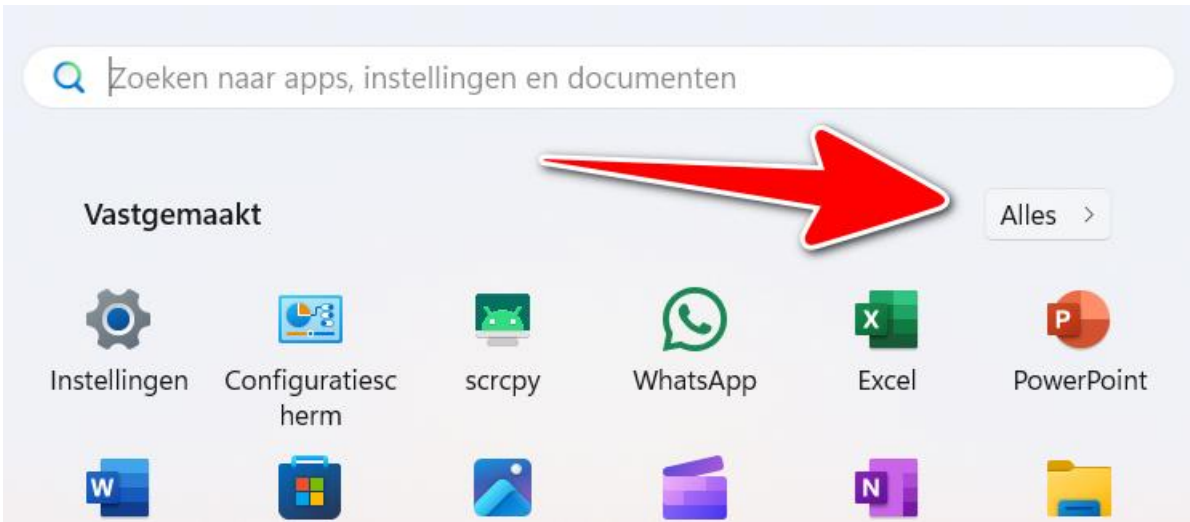 Zoeken naar apps, instellingen en documenten
Vastgemaakt
Alles
Instellingen
Configuratiesc
herm
scrcpy
WhatsApp
Excel
PowerPoint
X
P
W
N